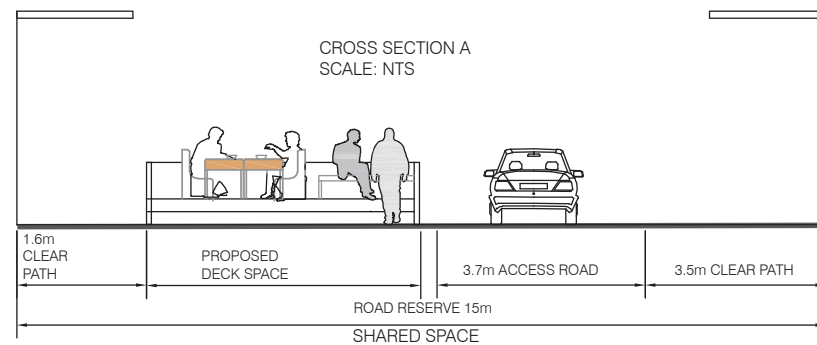 CROSS SECTION A
SCALE: NTS
1.6m
CLEAR
PATH
PROPOSED
DECK SPACE
3.7m ACCESS ROAD
3.5m CLEAR PATH
ROAD RESERVE 15m
SHARED SPACE